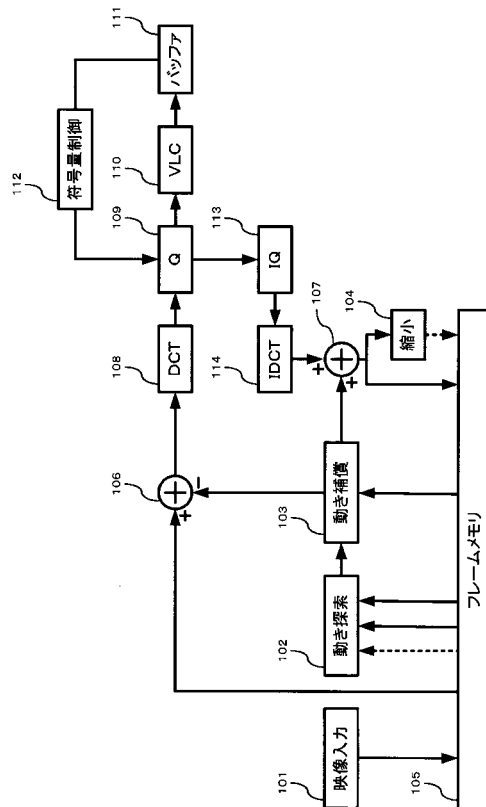 112
符号量制御
111
バッファ
110
VLC
109
Q
108
DCT
106
+
-
113
IQ
114
IDCT
107
+
+
104
縮小
103
動き補償
102
動き探索
101
映像入力
105
フレームメモリ